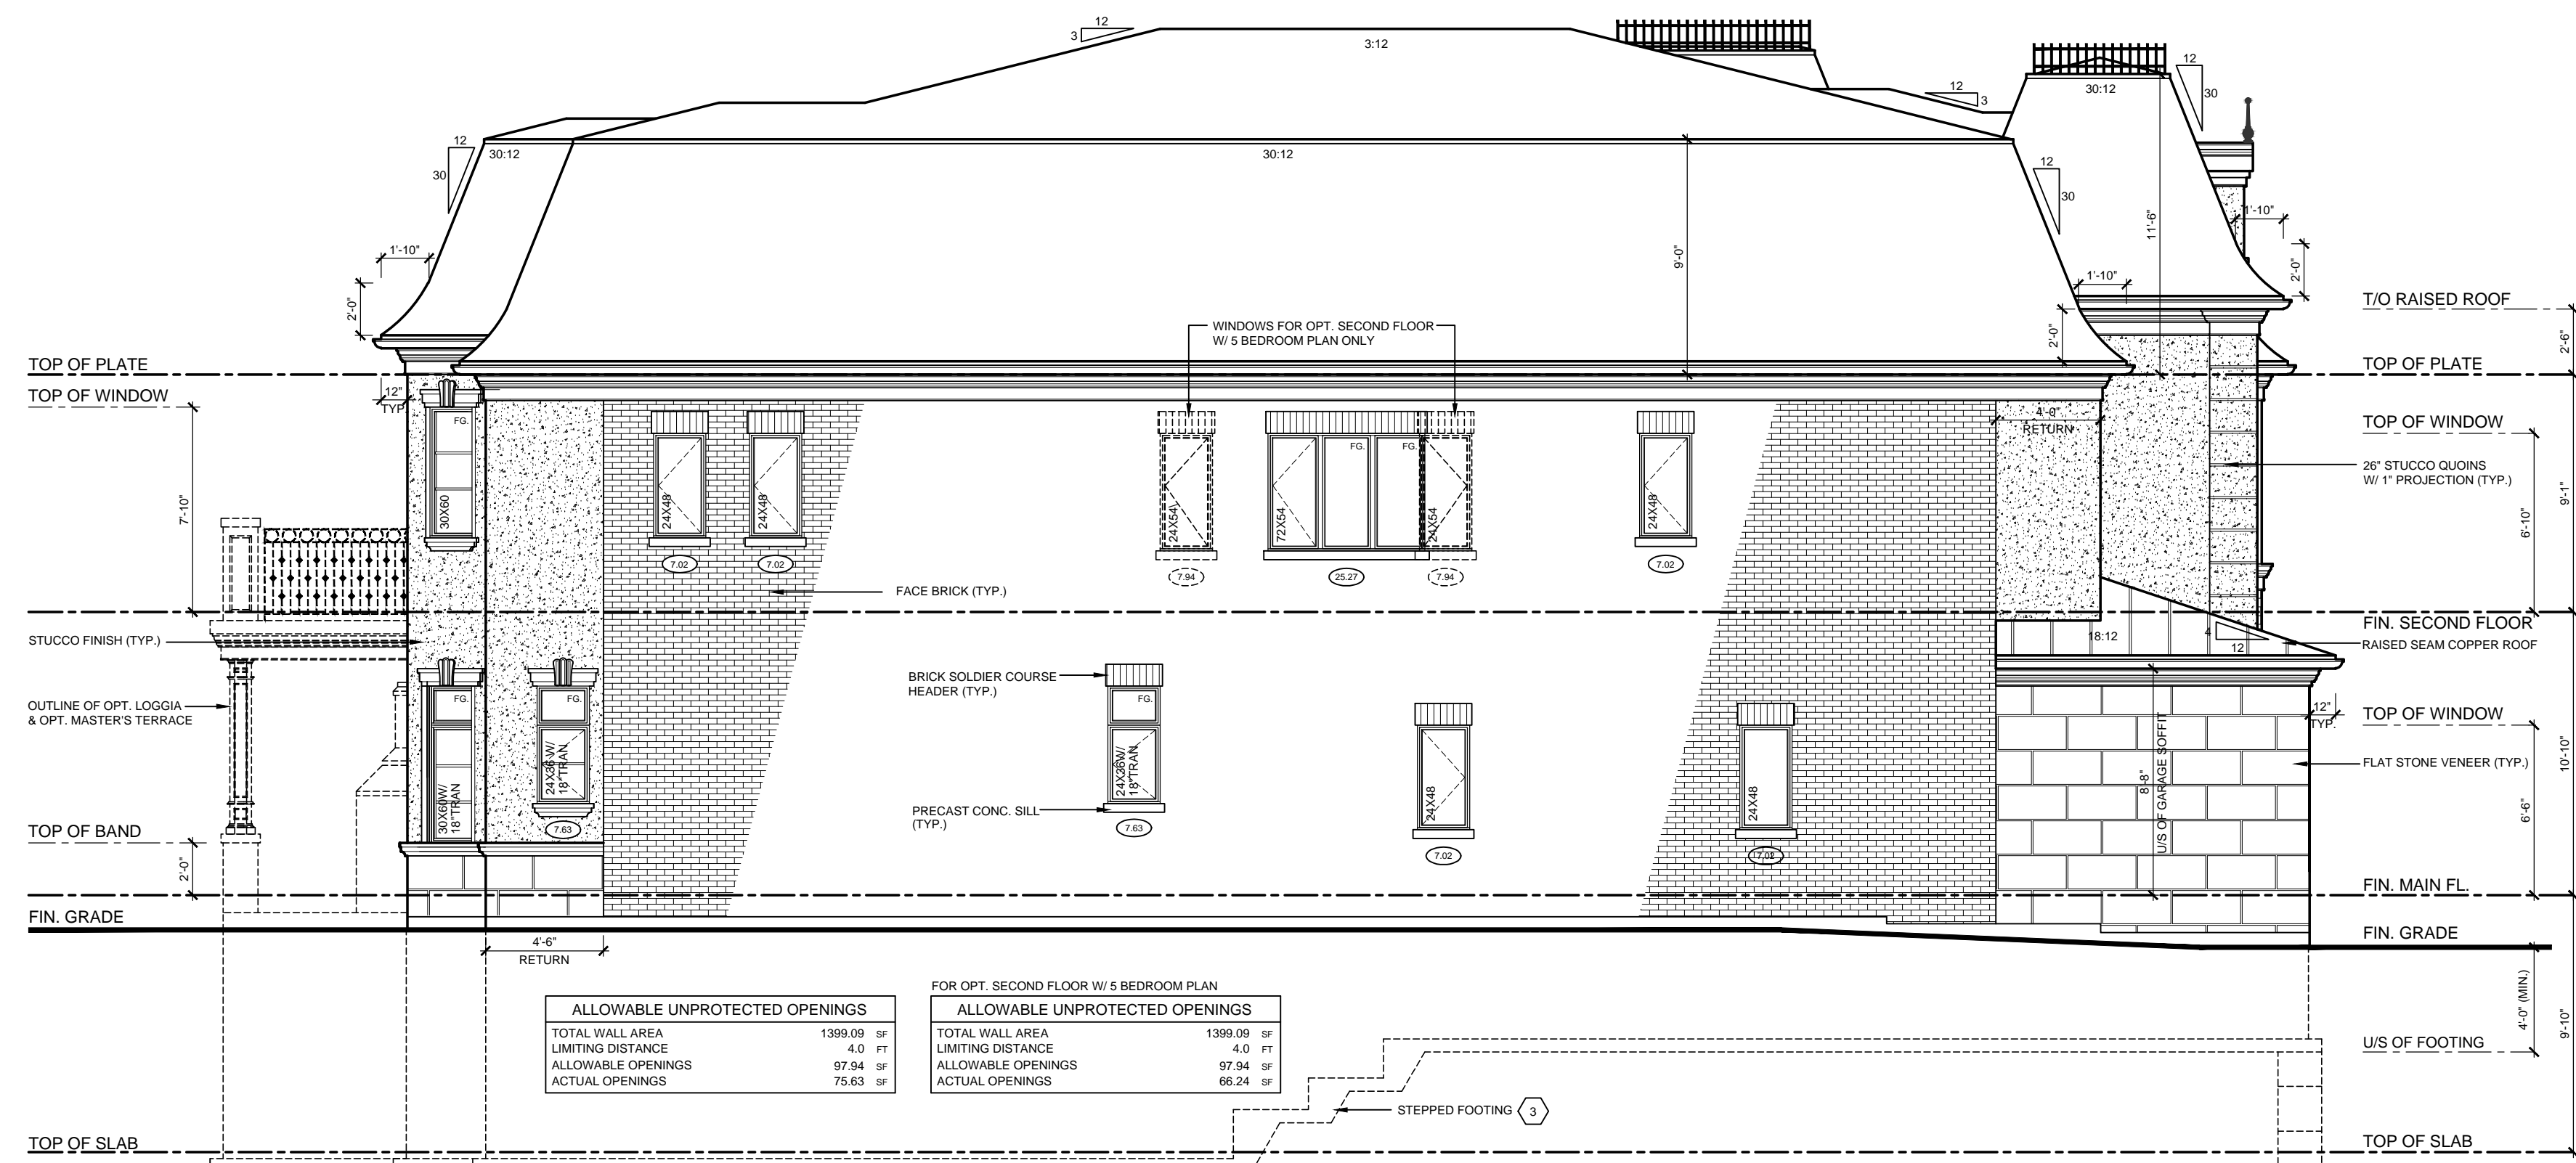 12
3
3:12
12
3
30:12
12
30
12
30
30:12
30:12
12
30
1'-10"
2'-0"
9'-0"
11'-6"
1'-10"
2'-0"
1'-10"
2'-0"
T/O RAISED ROOF
2'-6"
TOP OF PLATE
TOP OF PLATE
TOP OF WINDOW
12"
TYP.
WINDOWS FOR OPT. SECOND FLOOR
W/ 5 BEDROOM PLAN ONLY
4'-0"
RETURN
TOP OF WINDOW
26" STUCCO QUOINS
W/ 1" PROJECTION (TYP.)
7'-10"
FG.
30X60
24X48
24X48
24X54
72X54
FG.
FG.
24X54
24X48
6'-10"
9'-1"
7.02
7.02
7.94
25.27
7.94
7.02
FACE BRICK (TYP.)
STUCCO FINISH (TYP.)
18:12
4
12
FIN. SECOND FLOOR
RAISED SEAM COPPER ROOF
OUTLINE OF OPT. LOGGIA
& OPT. MASTER'S TERRACE
BRICK SOLDIER COURSE
HEADER (TYP.)
FG.
FG.
FG.
12"
TYP.
TOP OF WINDOW
FLAT STONE VENEER (TYP.)
30X60W/
18"TRAN
24X36W/
18"TRAN
24X36W/
18"TRAN
24X48
24X48
8'-8"
U/S OF GARAGE SOFFIT
6'-6"
10'-10"
PRECAST CONC. SILL
(TYP.)
7.63
7.63
7.02
7.02
TOP OF BAND
2'-0"
FIN. MAIN FL.
FIN. GRADE
FIN. GRADE
4'-6"
RETURN
4'-0" (MIN.)
9'-10"
ALLOWABLE UNPROTECTED OPENINGS
TOTAL WALL AREA 1399.09 SF
LIMITING DISTANCE 4.0 FT
ALLOWABLE OPENINGS 97.94 SF
ACTUAL OPENINGS 75.63 SF
FOR OPT. SECOND FLOOR W/ 5 BEDROOM PLAN
ALLOWABLE UNPROTECTED OPENINGS
TOTAL WALL AREA 1399.09 SF
LIMITING DISTANCE 4.0 FT
ALLOWABLE OPENINGS 97.94 SF
ACTUAL OPENINGS 66.24 SF
U/S OF FOOTING
STEPPED FOOTING 3
TOP OF SLAB
TOP OF SLAB